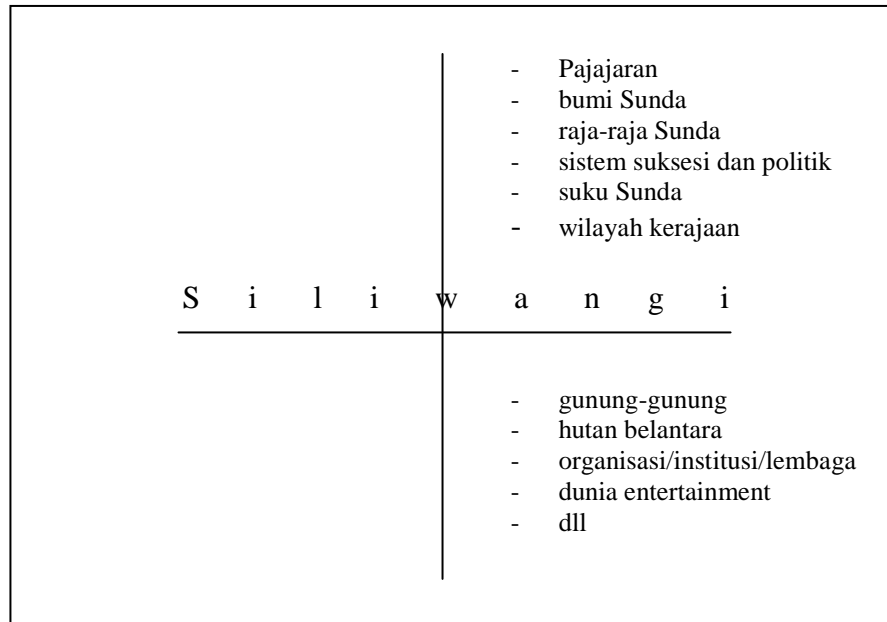 - Pajajaran
- bumi Sunda
- raja-raja Sunda
- sistem suksesi dan politik
- suku Sunda
- wilayah kerajaan
S i l i w a n g i
- gunung-gunung
- hutan belantara
- organisasi/institusi/lembaga
- dunia entertainment
- dll